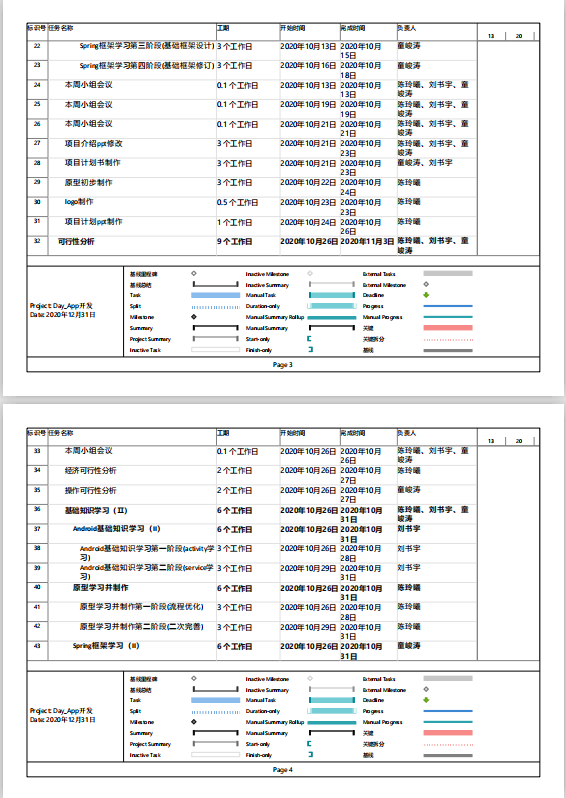 标识号 任务名称 工期 开始时间 完成时间 负责人 13 20
22 Spring框架学习第三阶段(基础框架设计) 3 个工作日 2020年10月13日 2020年10月 童峻涛
15日
23 Spring框架学习第四阶段(基础框架修订) 3 个工作日 2020年10月16日 2020年10月 童峻涛
18日
24 本周小组会议 0.1 个工作日 2020年10月13日 2020年10月 陈玲曦、刘书宇、童
13日 峻涛
25 本周小组会议 0.1 个工作日 2020年10月19日 2020年10月 陈玲曦、刘书宇、童
19日 峻涛
26 本周小组会议 0.1 个工作日 2020年10月21日 2020年10月 陈玲曦、刘书宇、童
21日 峻涛
27 项目介绍ppt修改 3 个工作日 2020年10月21日 2020年10月 陈玲曦、刘书宇、童
23日 峻涛
28 项目计划书制作 3 个工作日 2020年10月21日 2020年10月 童峻涛、刘书宇
23日
29 原型初步制作 3 个工作日 2020年10月22日 2020年10月 陈玲曦
24日
30 logo制作 0.5 个工作日 2020年10月23日 2020年10月 陈玲曦
23日
31 项目计划ppt制作 1 个工作日 2020年10月24日 2020年10月 陈玲曦
26日
32 可行性分析 9 个工作日 2020年10月26日 2020年11月3日 陈玲曦、刘书宇、童
峻涛
Project: Day_App开发
Date: 2020年12月31日
基线里程碑 Inactive Milestone External Tasks
基线总结 Inactive Summary External Milestone
Task Manual Task Deadline
Split Duration-only Progress
Milestone Manual Summary Rollup Manual Progress
Summary Manual Summary 关键
Project Summary Start-only 关键拆分
Inactive Task Finish-only 基线
Page 3
标识号 任务名称 工期 开始时间 完成时间 负责人 13 20
33 本周小组会议 0.1 个工作日 2020年10月26日 2020年10月 陈玲曦、刘书宇、童
26日 峻涛
34 经济可行性分析 2 个工作日 2020年10月26日 2020年10月 陈玲曦
27日
35 操作可行性分析 2 个工作日 2020年10月26日 2020年10月 童峻涛
27日
36 基础知识学习（II） 6 个工作日 2020年10月26日 2020年10月 陈玲曦、刘书宇、童
31日 峻涛
37 Android基础知识学习（II） 6 个工作日 2020年10月26日 2020年10月 刘书宇
31日
38 Android基础知识学习第一阶段(activity学 3 个工作日 2020年10月26日 2020年10月 刘书宇
习) 28日
39 Android基础知识学习第二阶段(service学 3 个工作日 2020年10月29日 2020年10月 刘书宇
习) 31日
40 原型学习并制作 6 个工作日 2020年10月26日 2020年10月 陈玲曦
31日
41 原型学习并制作第一阶段(流程优化) 3 个工作日 2020年10月26日 2020年10月 陈玲曦
28日
42 原型学习并制作第二阶段(二次完善) 3 个工作日 2020年10月29日 2020年10月 陈玲曦
31日
43 Spring框架学习（II） 6 个工作日 2020年10月26日 2020年10月 童峻涛
31日
Project: Day_App开发
Date: 2020年12月31日
基线里程碑 Inactive Milestone External Tasks
基线总结 Inactive Summary External Milestone
Task Manual Task Deadline
Split Duration-only Progress
Milestone Manual Summary Rollup Manual Progress
Summary Manual Summary 关键
Project Summary Start-only 关键拆分
Inactive Task Finish-only 基线
Page 4